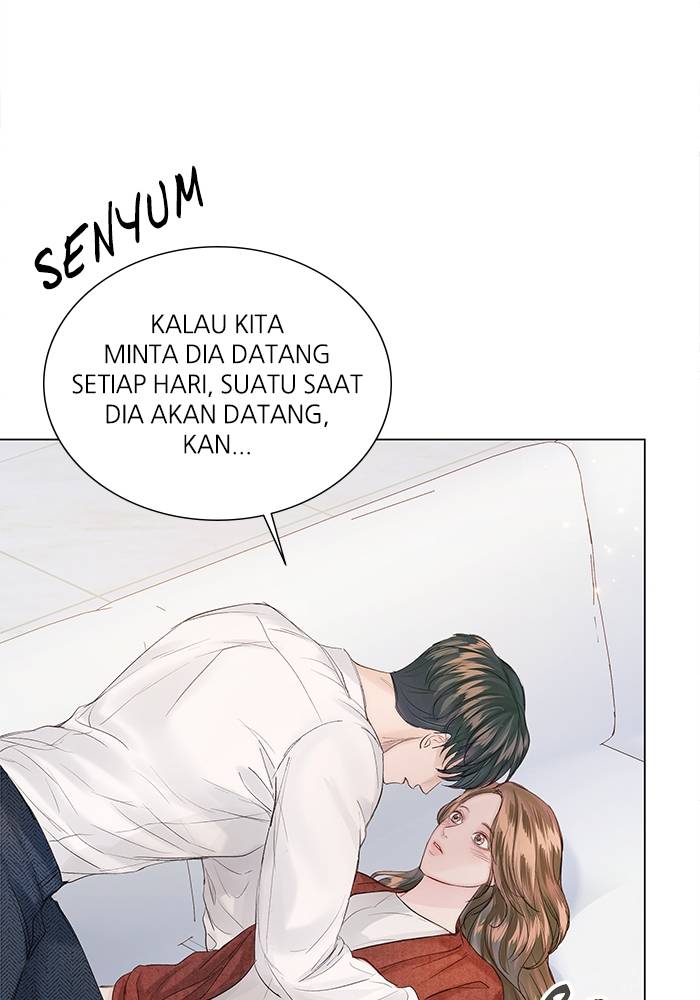 SENYUM
KALAU KITA
MINTA DIA DATANG
SETIAP HARI, SUATU SAAT
DIA AKAN DATANG,
KAN...